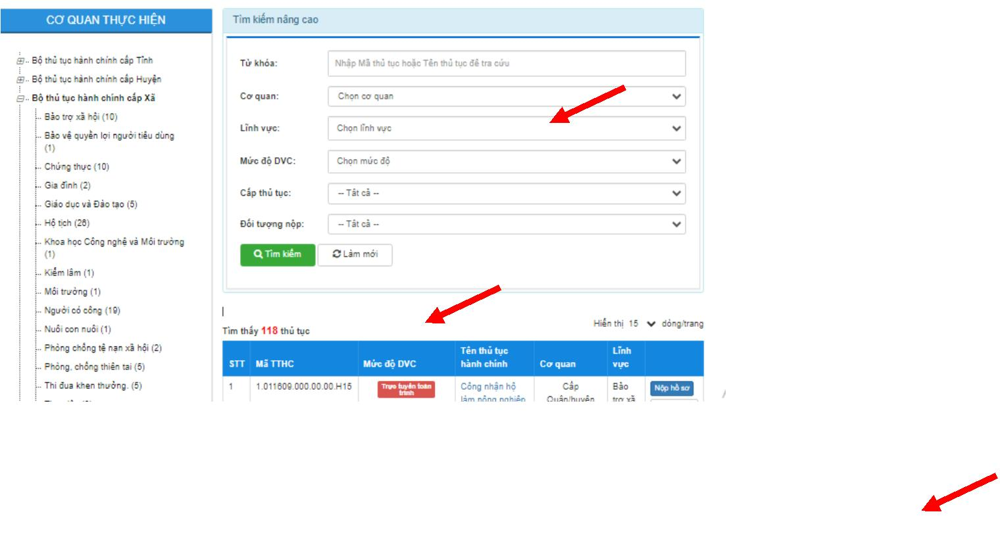 CƠ QUAN THỰC HIỆN
Bộ thủ tục hành chính cấp Tỉnh
Bộ thủ tục hành chính cấp Huyện
Bộ thủ tục hành chính cấp Xã
Bảo trợ xã hội (10)
Bảo vệ quyền lợi người tiêu dùng
(1)
Chứng thực (10)
Gia đình (2)
Giáo dục và Đào tạo (5)
Hộ tịch (26)
Khoa học Công nghệ và Môi trường
(1)
Kiểm lâm (1)
Môi trường (1)
Người có công (19)
Nuôi con nuôi (1)
Phòng chống tệ nạn xã hội (2)
Phòng, chống thiên tai (5)
Thi đua khen thưởng. (5)
Tìm kiếm nâng cao
Từ khóa:
Nhập Mã thủ tục hoặc Tên thủ tục để tra cứu
Cơ quan:
Chọn cơ quan
Lĩnh vực:
Chọn lĩnh vực
Mức độ DVC:
Chọn mức độ
Cấp thủ tục:
-- Tất cả --
Đối tượng nộp:
-- Tất cả --
Tìm kiếm
Làm mới
Tìm thấy 118 thủ tục
Hiển thị 15 dòng/trang
STT
Mã TTHC
Mức độ DVC
Tên thủ tục
hành chính
Cơ quan
Lĩnh
vực
1
1.011609.000.00.00.H15
Trực tuyến toàn
trình
Công nhận hộ
làm nông nghiệp
Cấp
Quận/huyện
Bảo
trợ xã
Nộp hồ sơ